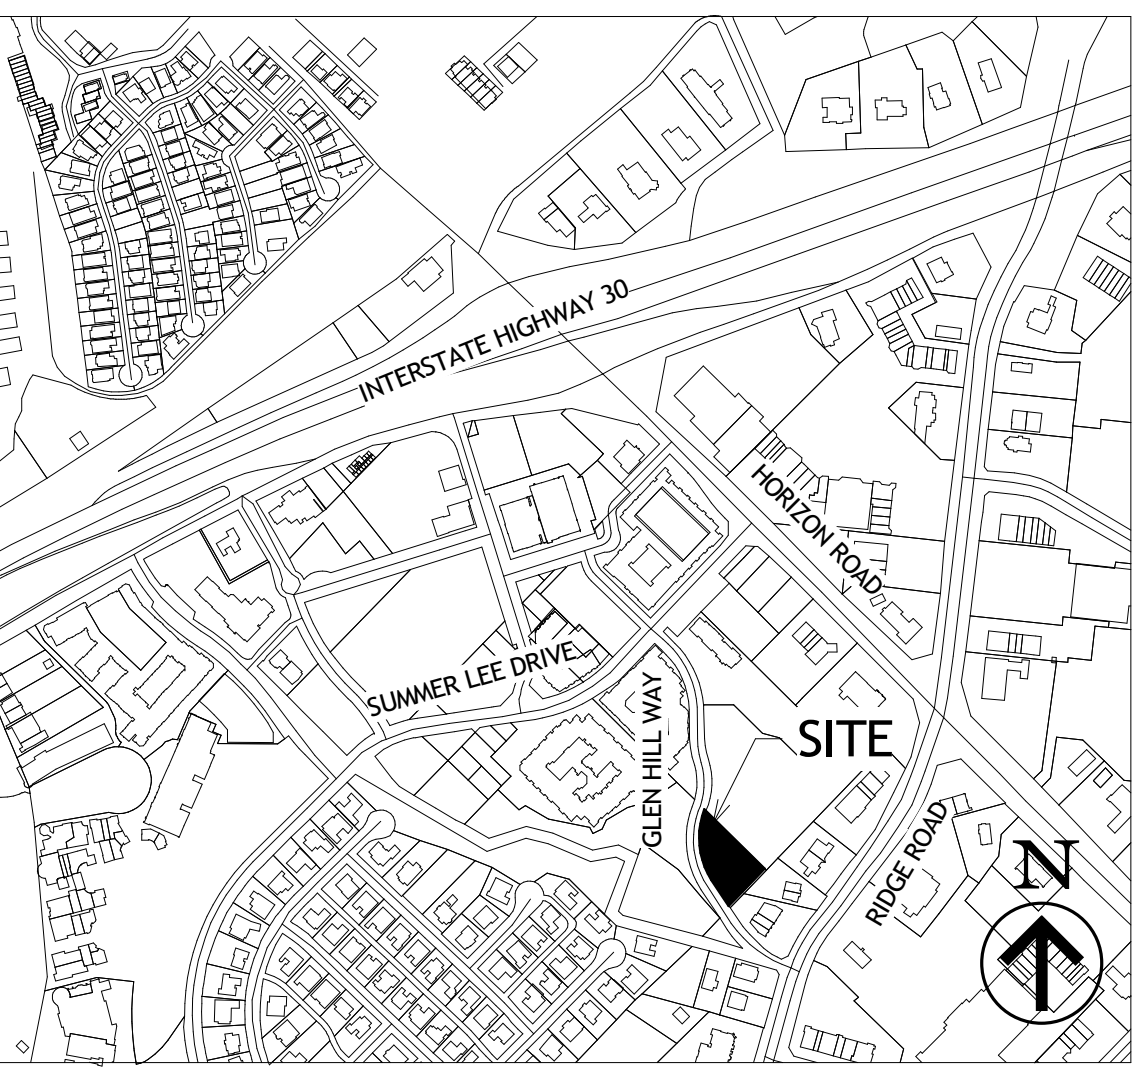 INTERSTATE HIGHWAY 30
HORIZON ROAD
SUMMER LEE DRIVE
GLEN HILL WAY
SITE
RIDGE ROAD
N